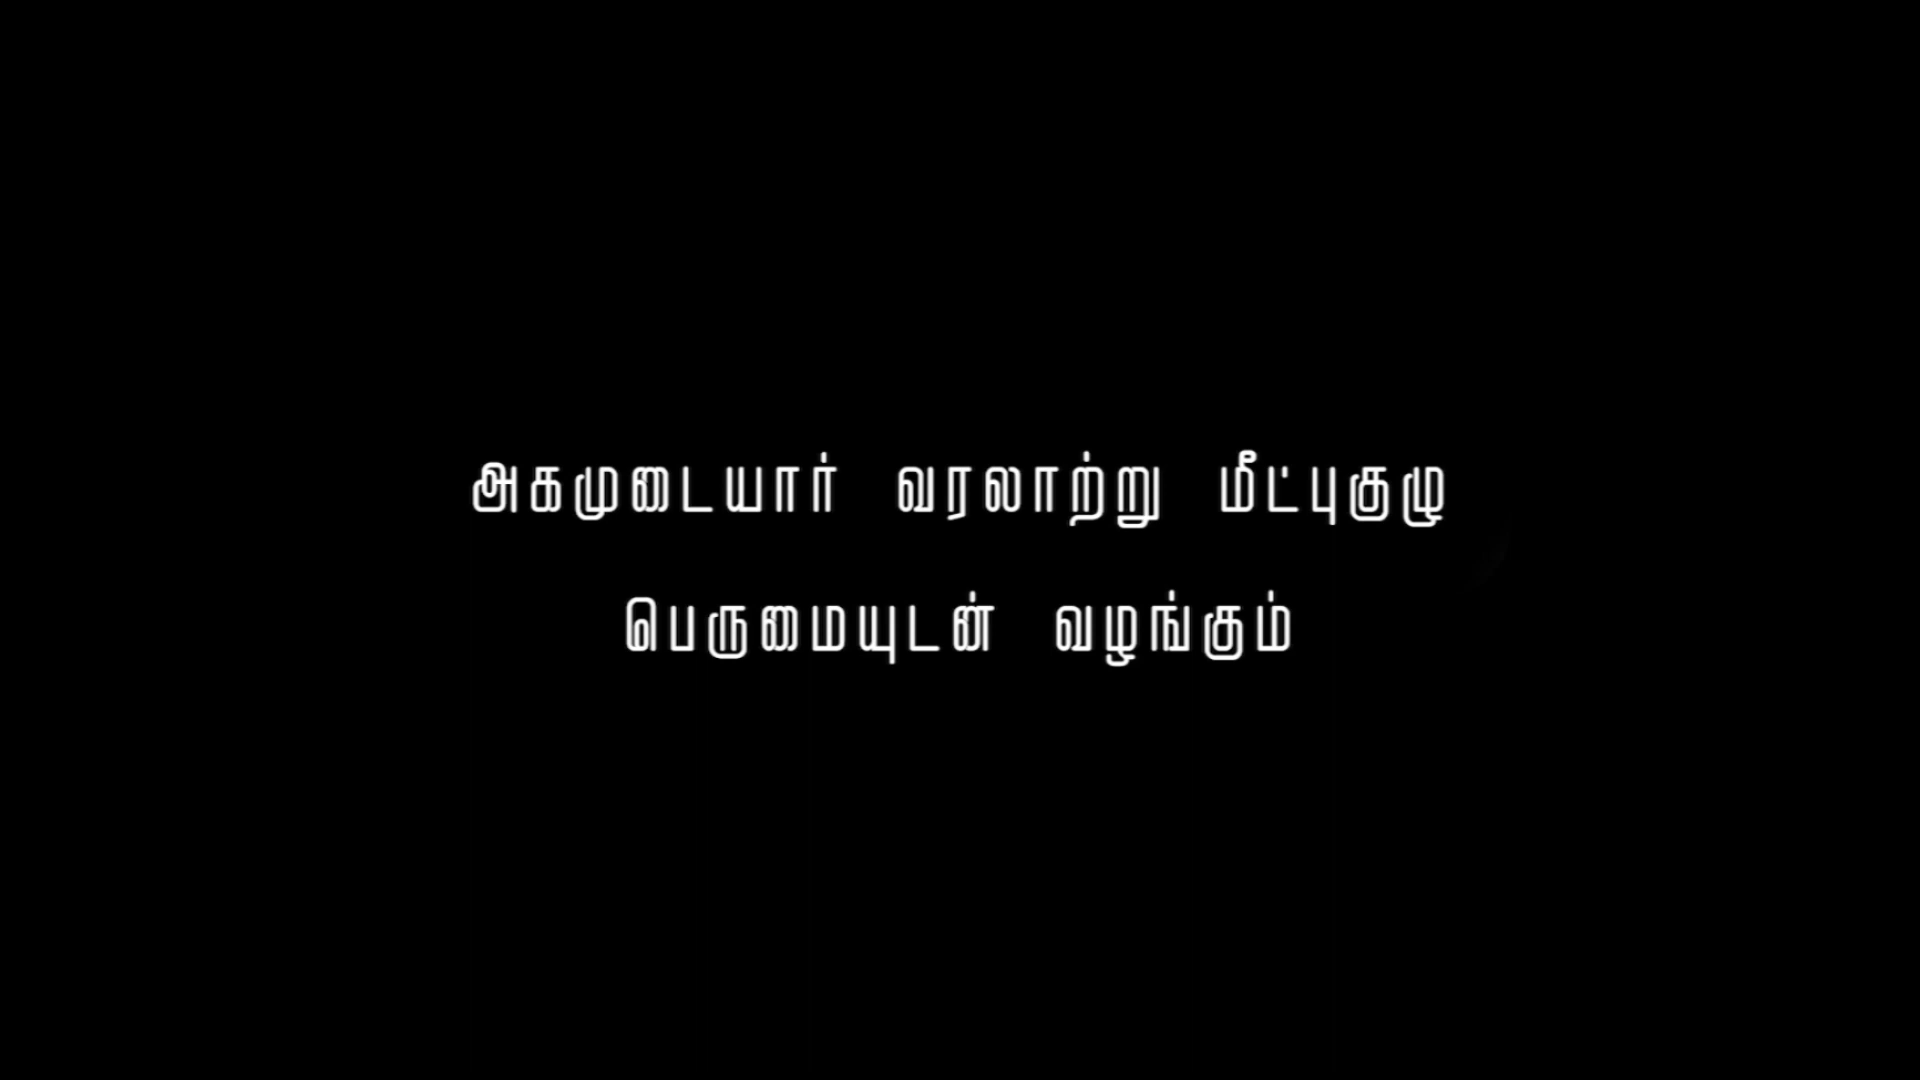 அகமுடையார் வரலாற்று மீட்புகுழு
பெருமையுடன் வழங்கும்